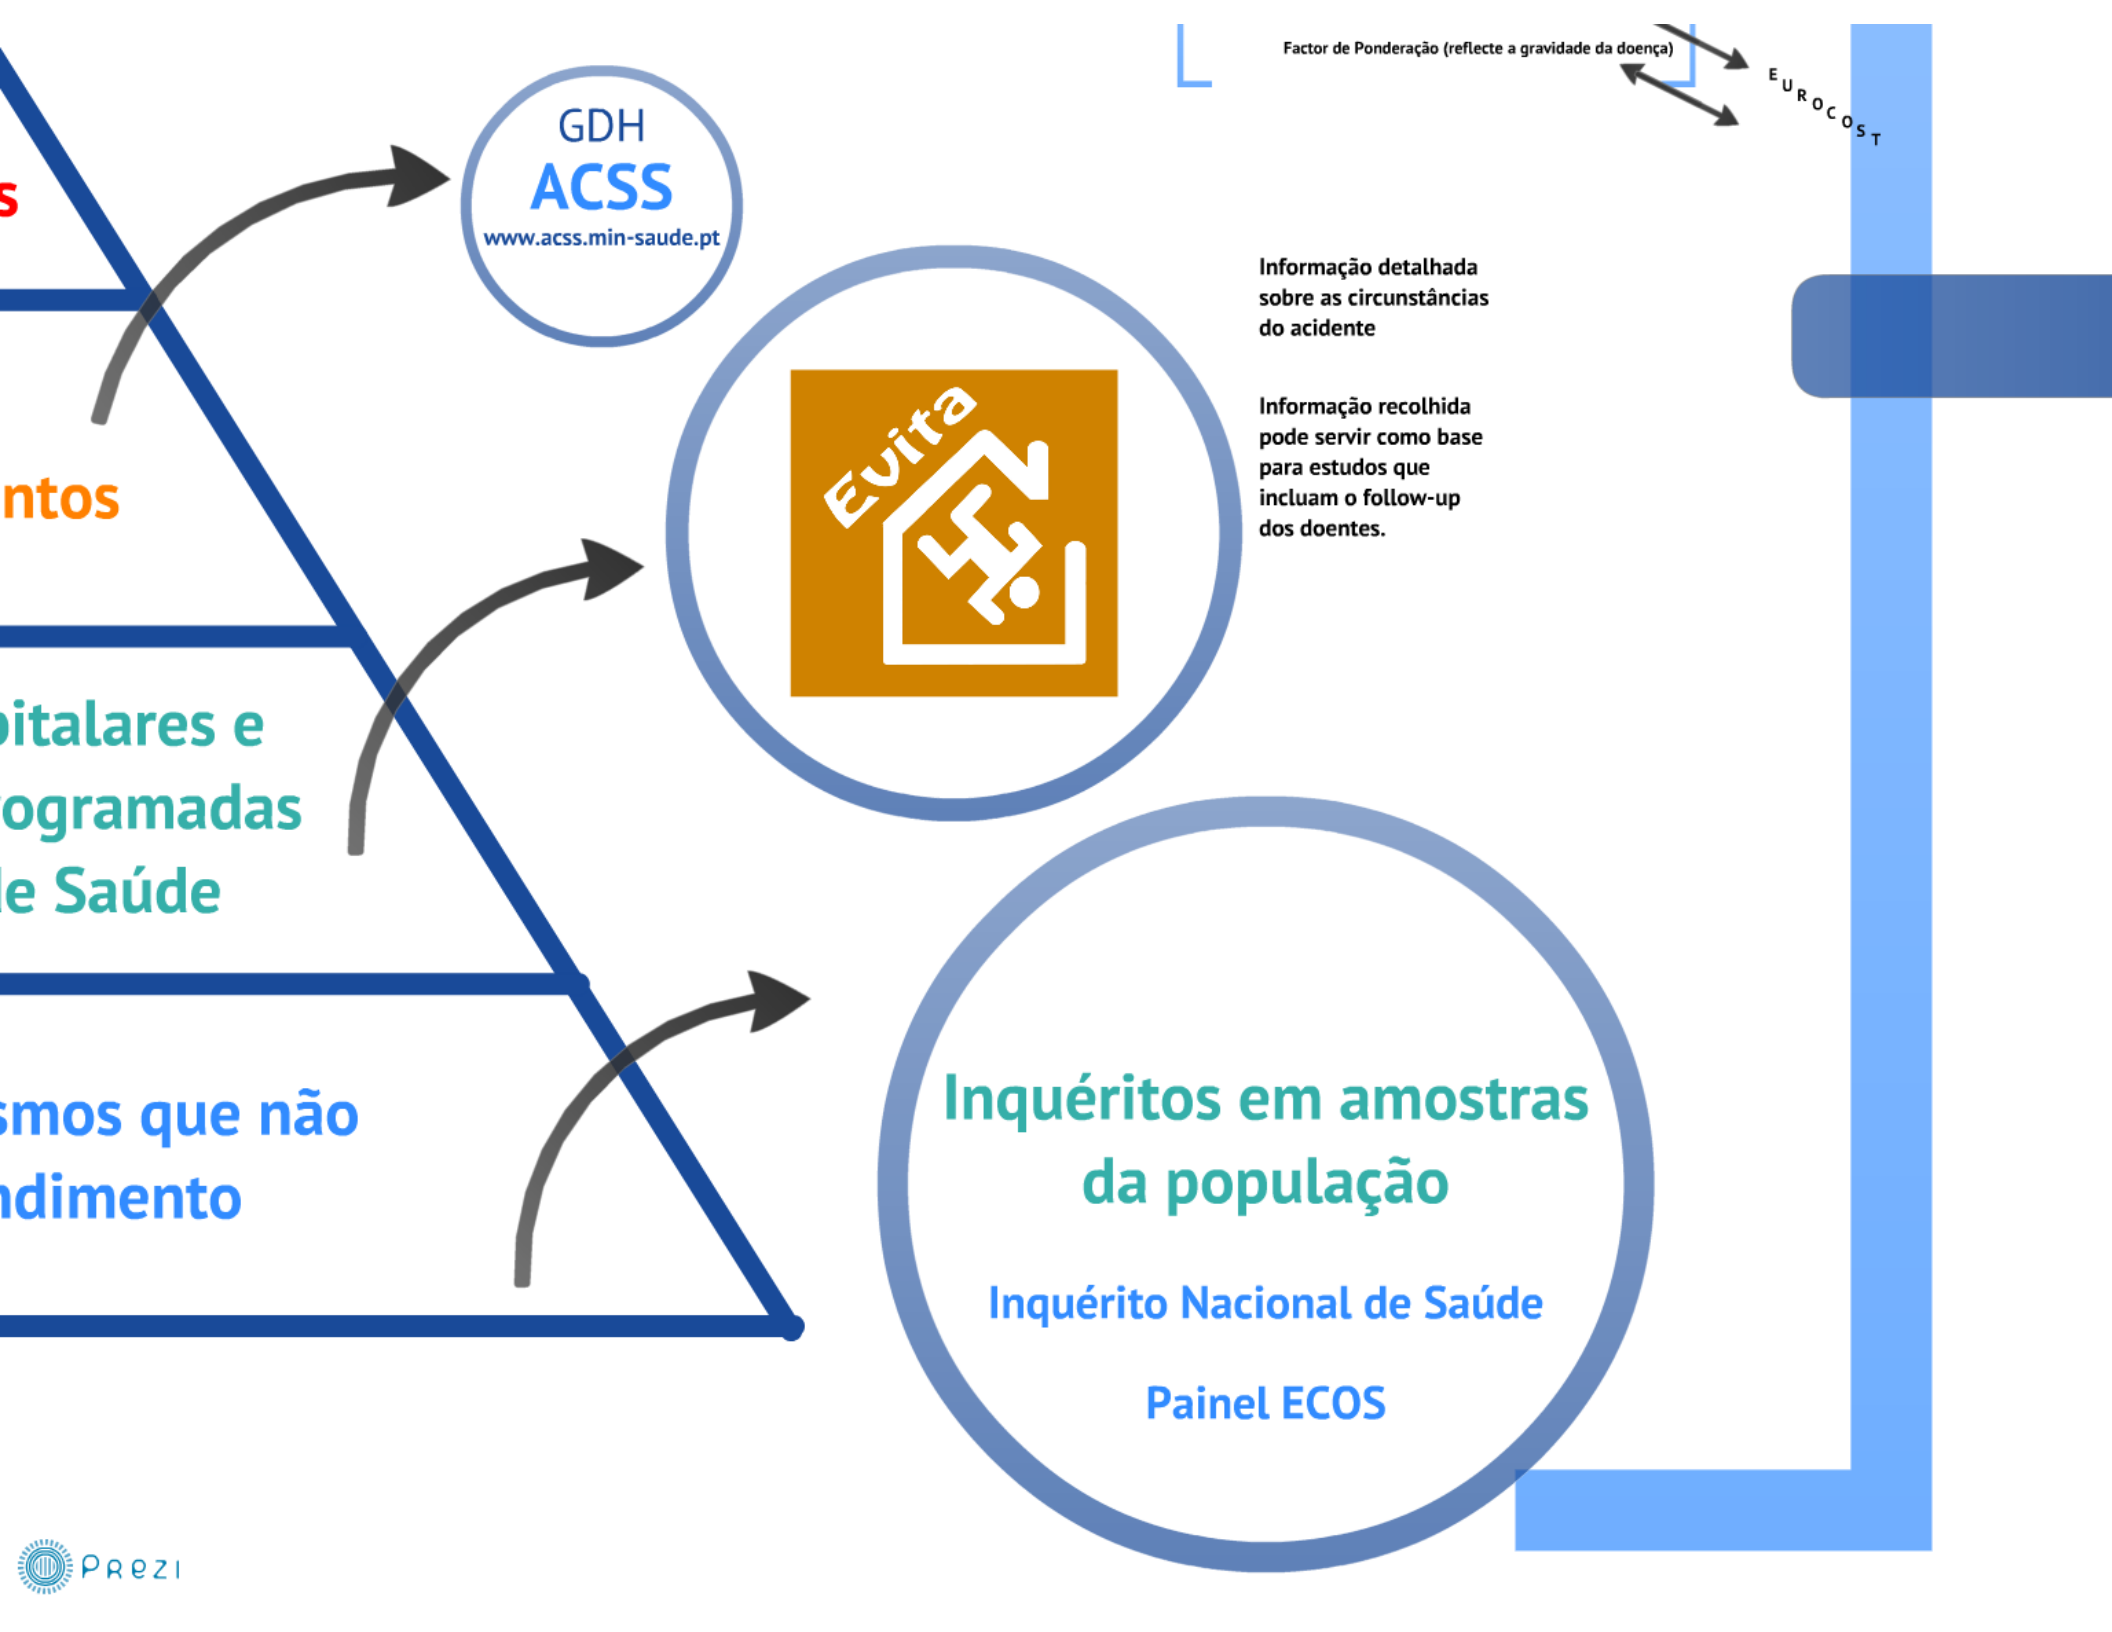 Factor de Ponderação (reflecte a gravidade da doença)
EUROCOST
GDH
ACSS
www.acss.min-saude.pt
s
Informação detalhada
sobre as circunstâncias
do acidente
Evita
Informação recolhida
pode servir como base
para estudos que
incluam o follow-up
dos doentes.
ntos
pitalares e
rogramadas
de Saúde
smos que não
ndimento
Inquéritos em amostras
da população
Inquérito Nacional de Saúde
Painel ECOS
Prezi